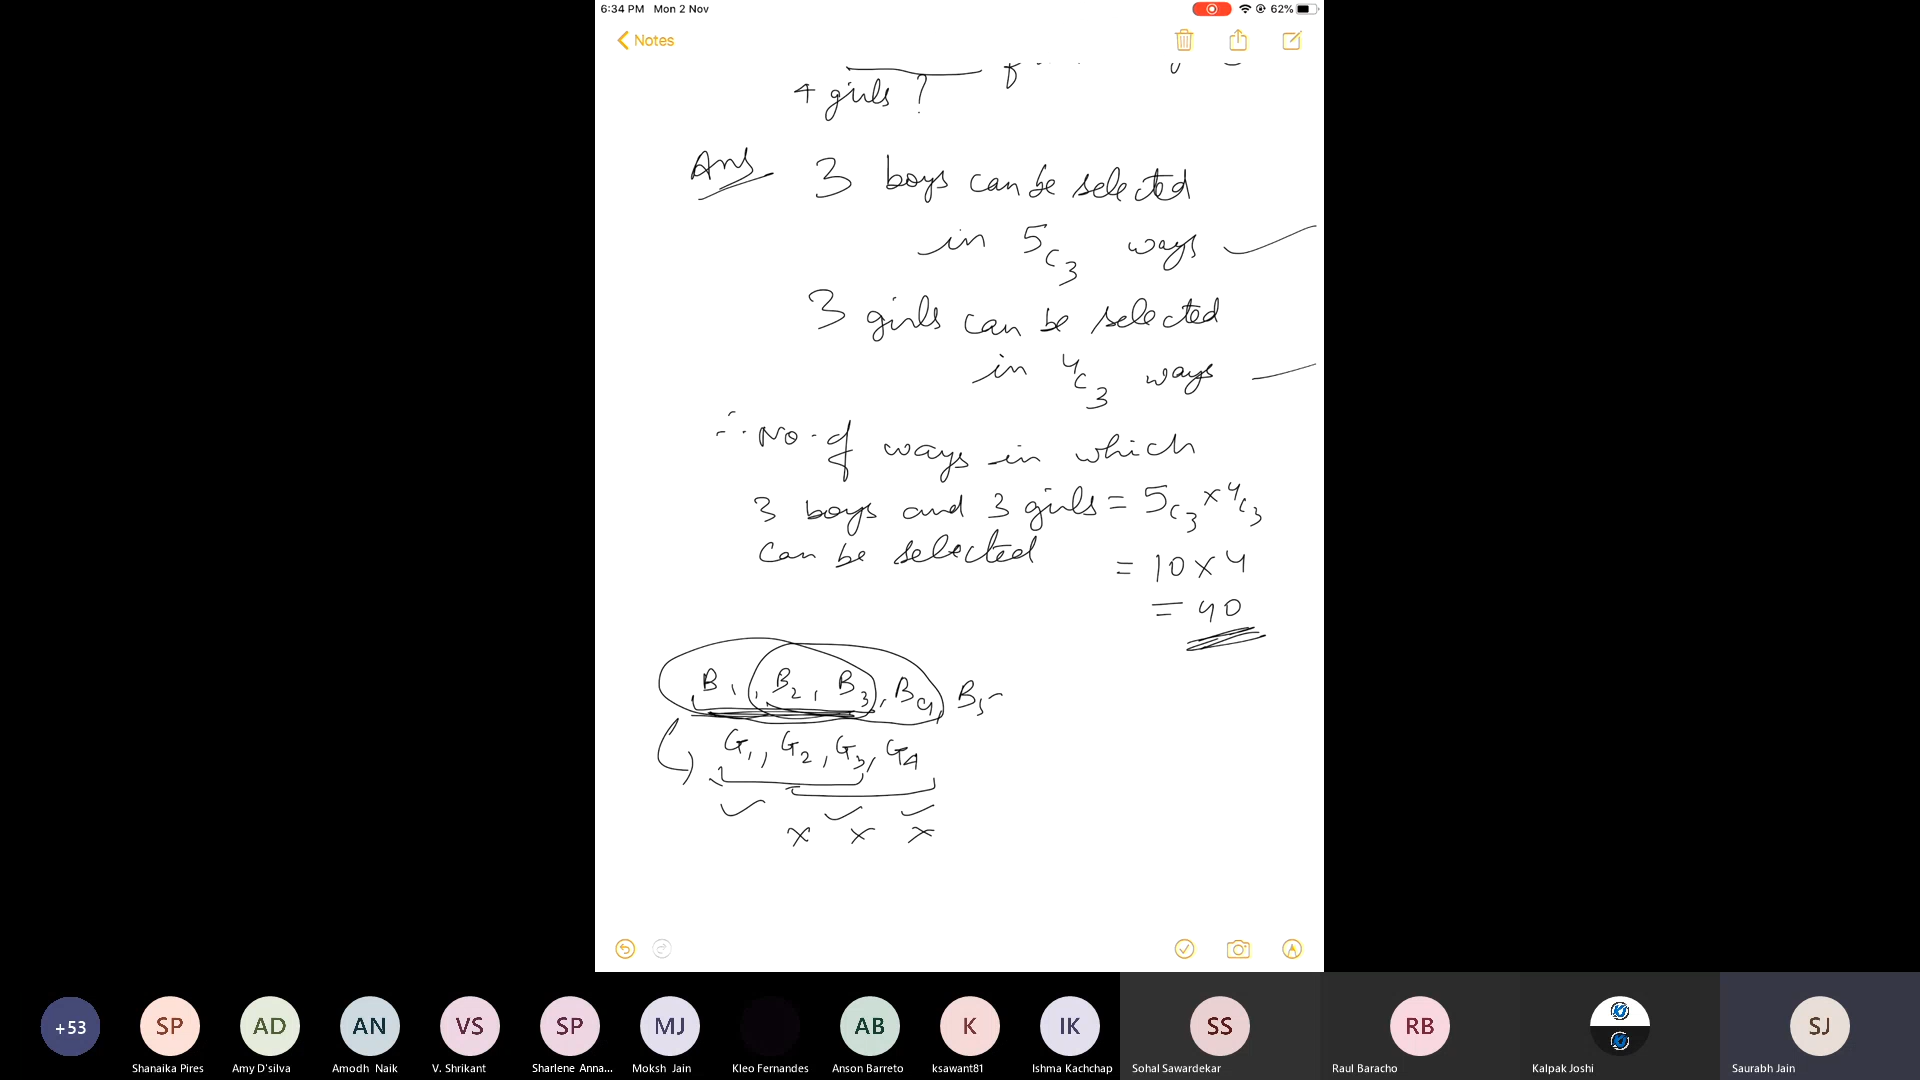 6:34 PM Mon 2 Nov
62%
Notes
4 girls ?
Ans 3 boys can be selected
in 5C3 ways
3 girls can be selected
in 4C3 ways
∴ No. of ways in which
3 boys and 3 girls = 5C3 × 4C3
can be selected
= 10 × 4
= 40
B1, B2, B3, B4, B5
G1, G2, G3, G4
x x x
+53
SP
AD
AN
VS
SP
MJ
AB
K
IK
SS
RB
SJ
Shanaika Pires
Amy D'silva
Amodh Naik
V. Shrikant
Sharlene Anna...
Moksh Jain
Kleo Fernandes
Anson Barreto
ksawant81
Ishma Kachchap
Sohal Sawardekar
Raul Baracho
Kalpak Joshi
Saurabh Jain